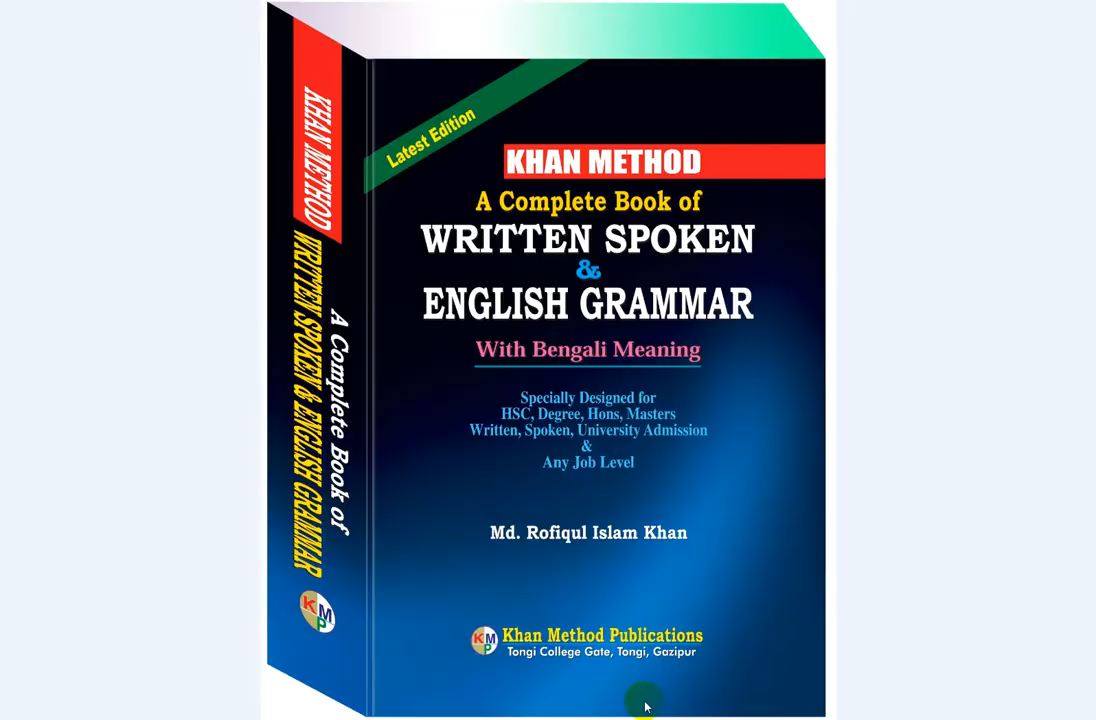 KHAN METHOD
A Complete Book of
WRITTEN SPOKEN & ENGLISH GRAMMAR
K M P
Latest Edition
KHAN METHOD
A Complete Book of
WRITTEN SPOKEN
&
ENGLISH GRAMMAR
With Bengali Meaning
Specially Designed for
HSC, Degree, Hons, Masters
Written, Spoken, University Admission
&
Any Job Level
Md. Rofiqul Islam Khan
K M P Khan Method Publications
Tongi College Gate, Tongi, Gazipur